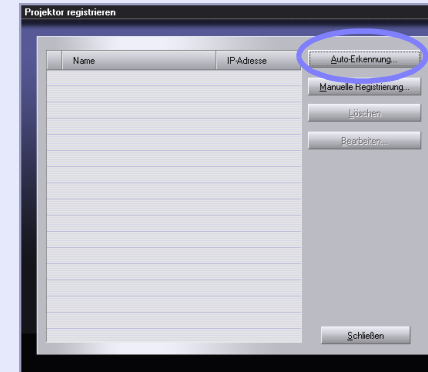 Projektor registrieren
Name IP-Adresse
Auto-Erkennung...
Manuelle Registrierung...
Löschen
Bearbeiten...
Schließen